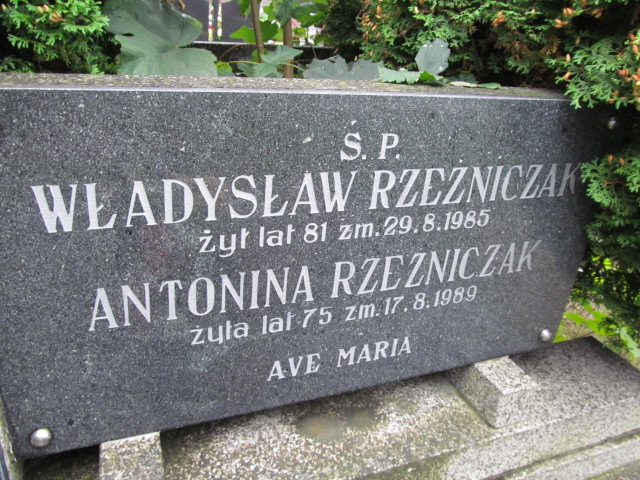 Ś. P.
WŁADYSŁAW RZEŹNICZAK
żył lat 81 zm. 29.8.1985
ANTONINA RZEZNICZAK
żyła lat 75 zm. 17.8.1989
AVE MARIA